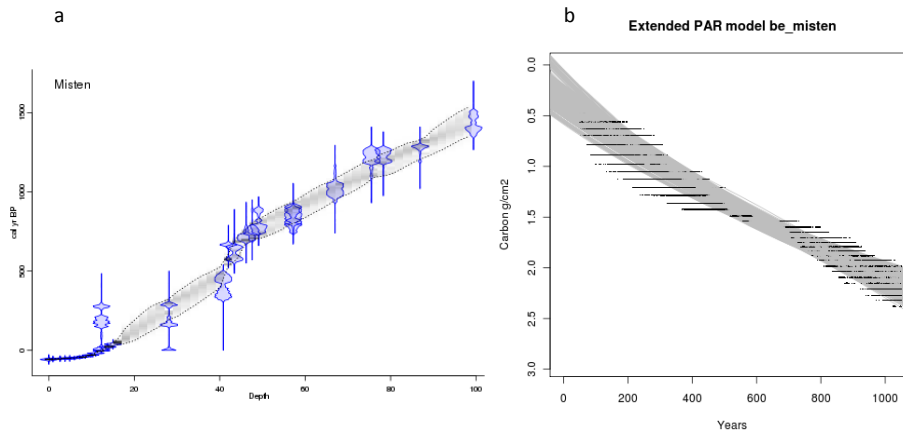 a
b
Extended PAR model be_misten
Misten
cal yr BP
0
500
1000
1500
0
20
40
60
80
100
Depth
Carbon g/cm2
0.0
0.5
1.0
1.5
2.0
2.5
3.0
0
200
400
600
800
1000
Years